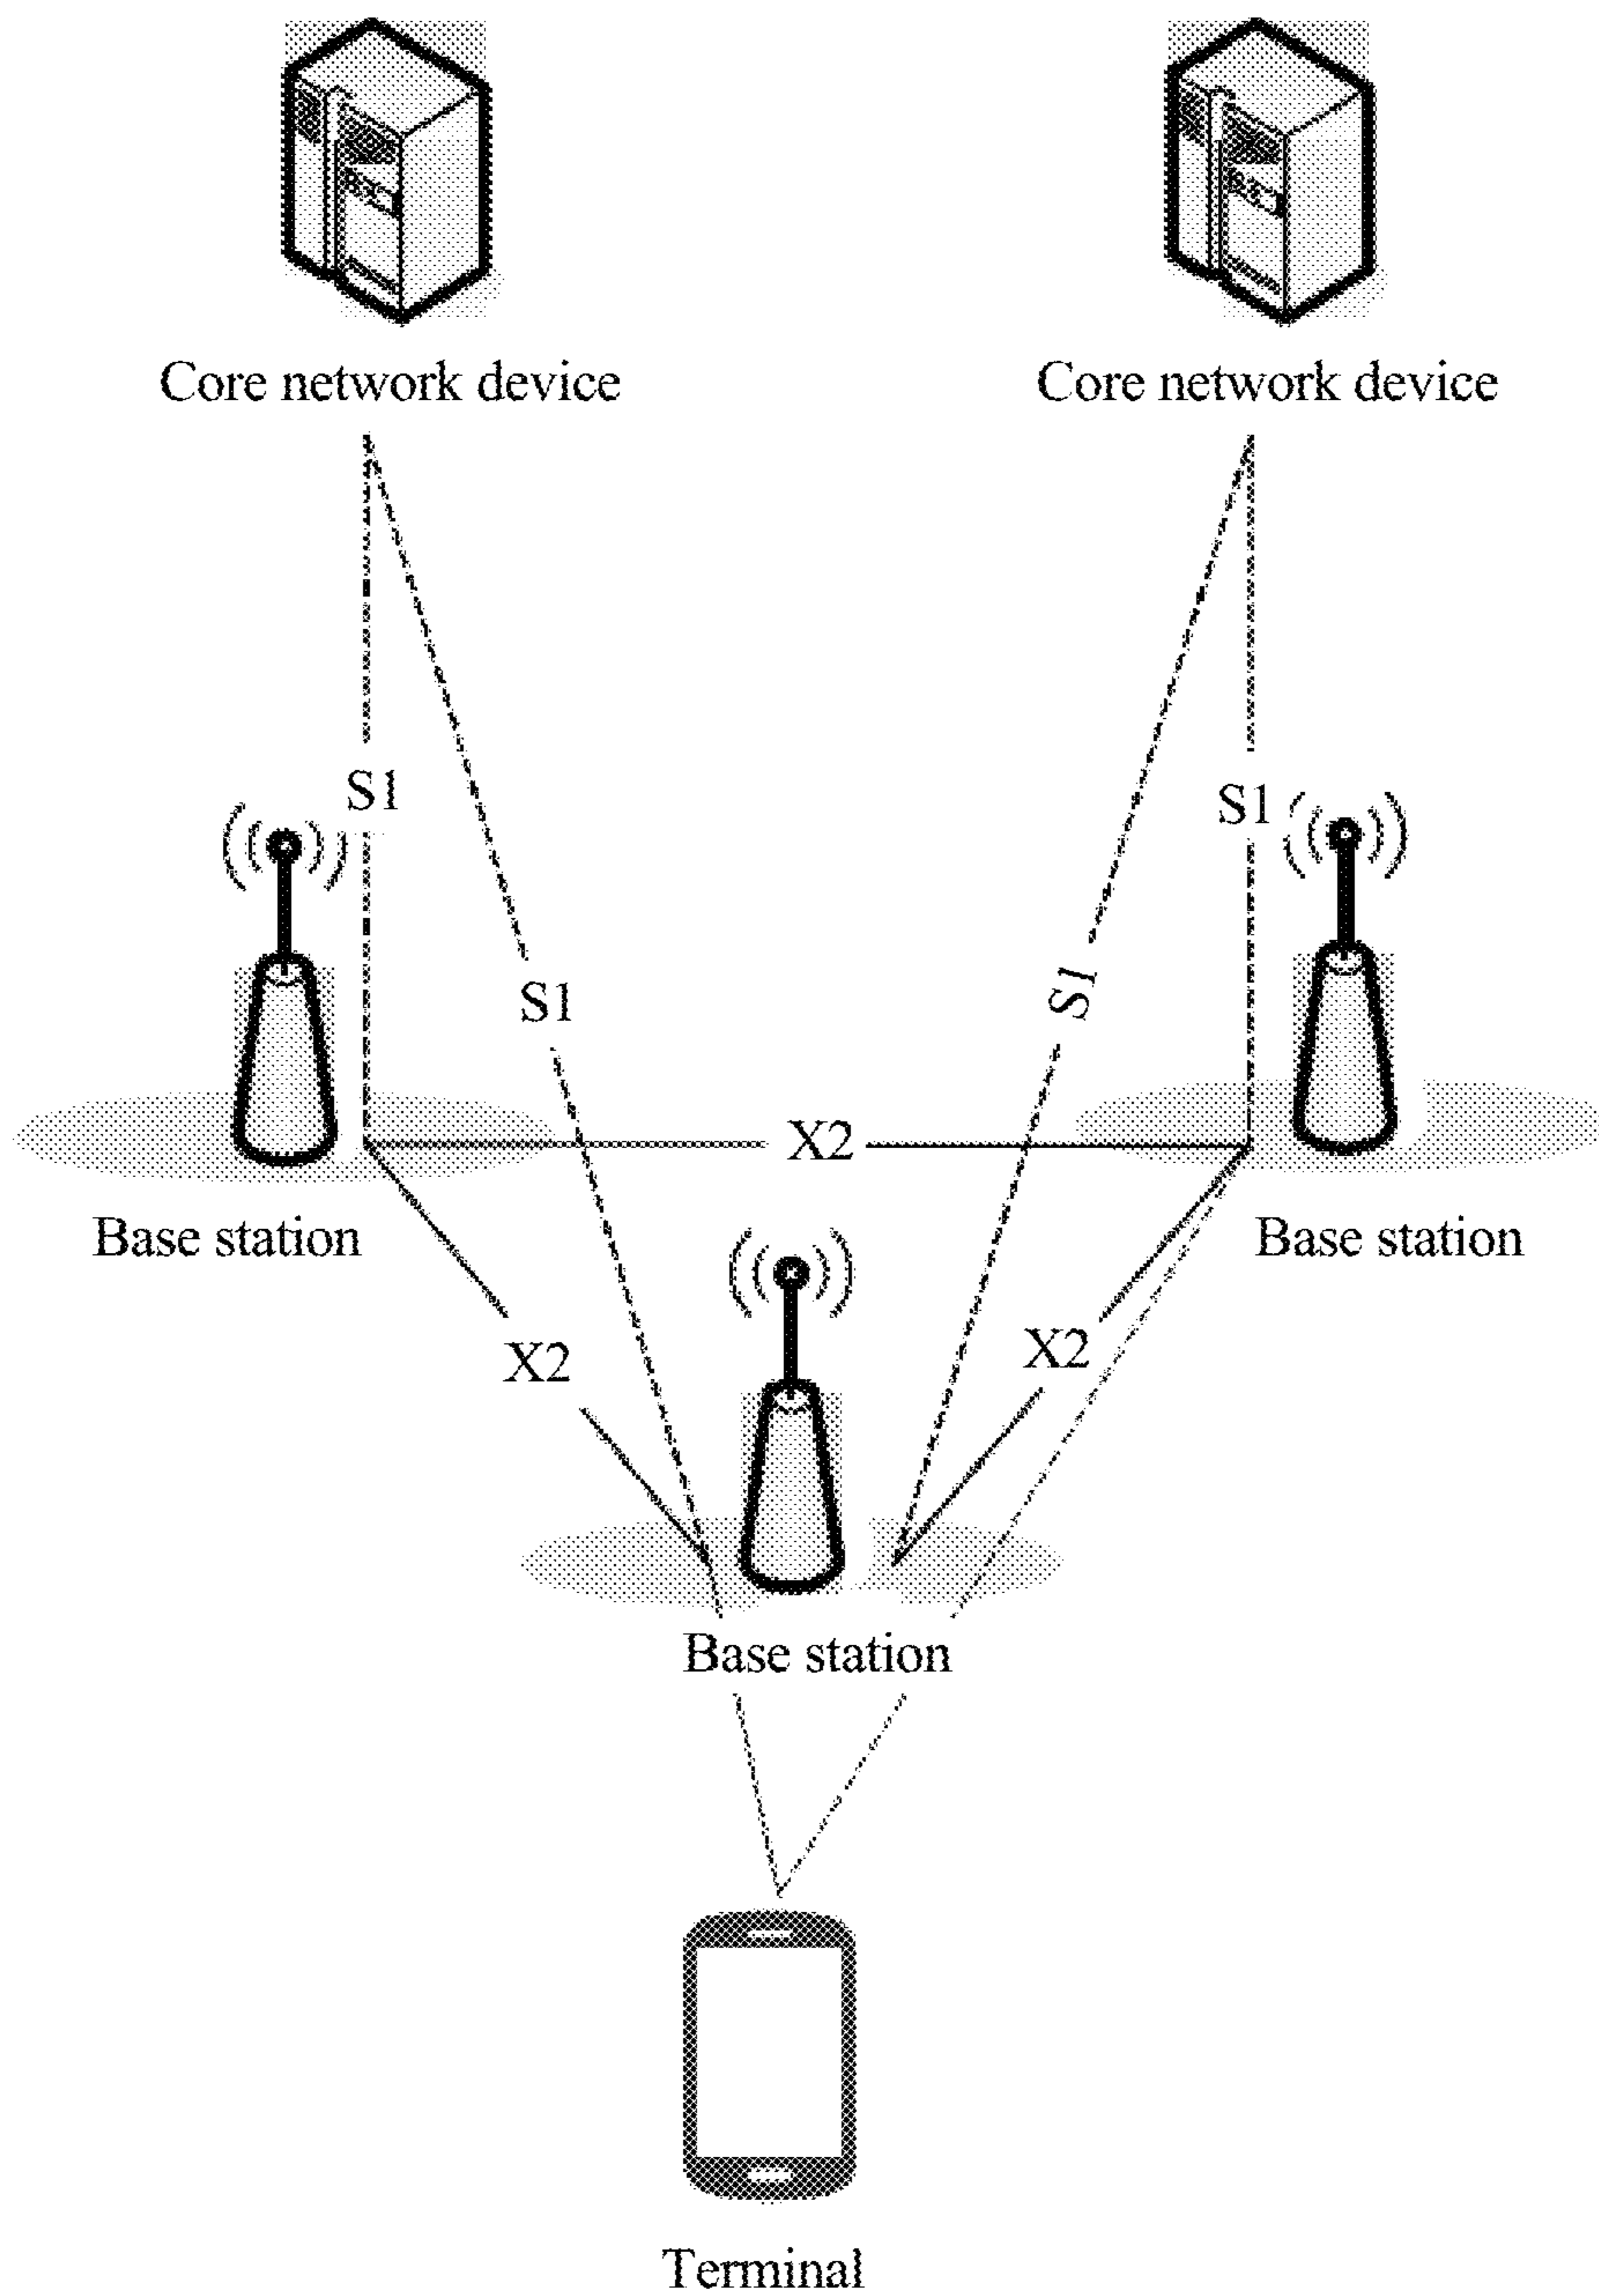 Core network device
Core network device
S1
S1
S1
S1
X2
Base station
Base station
X2
X2
Base station
Terminal